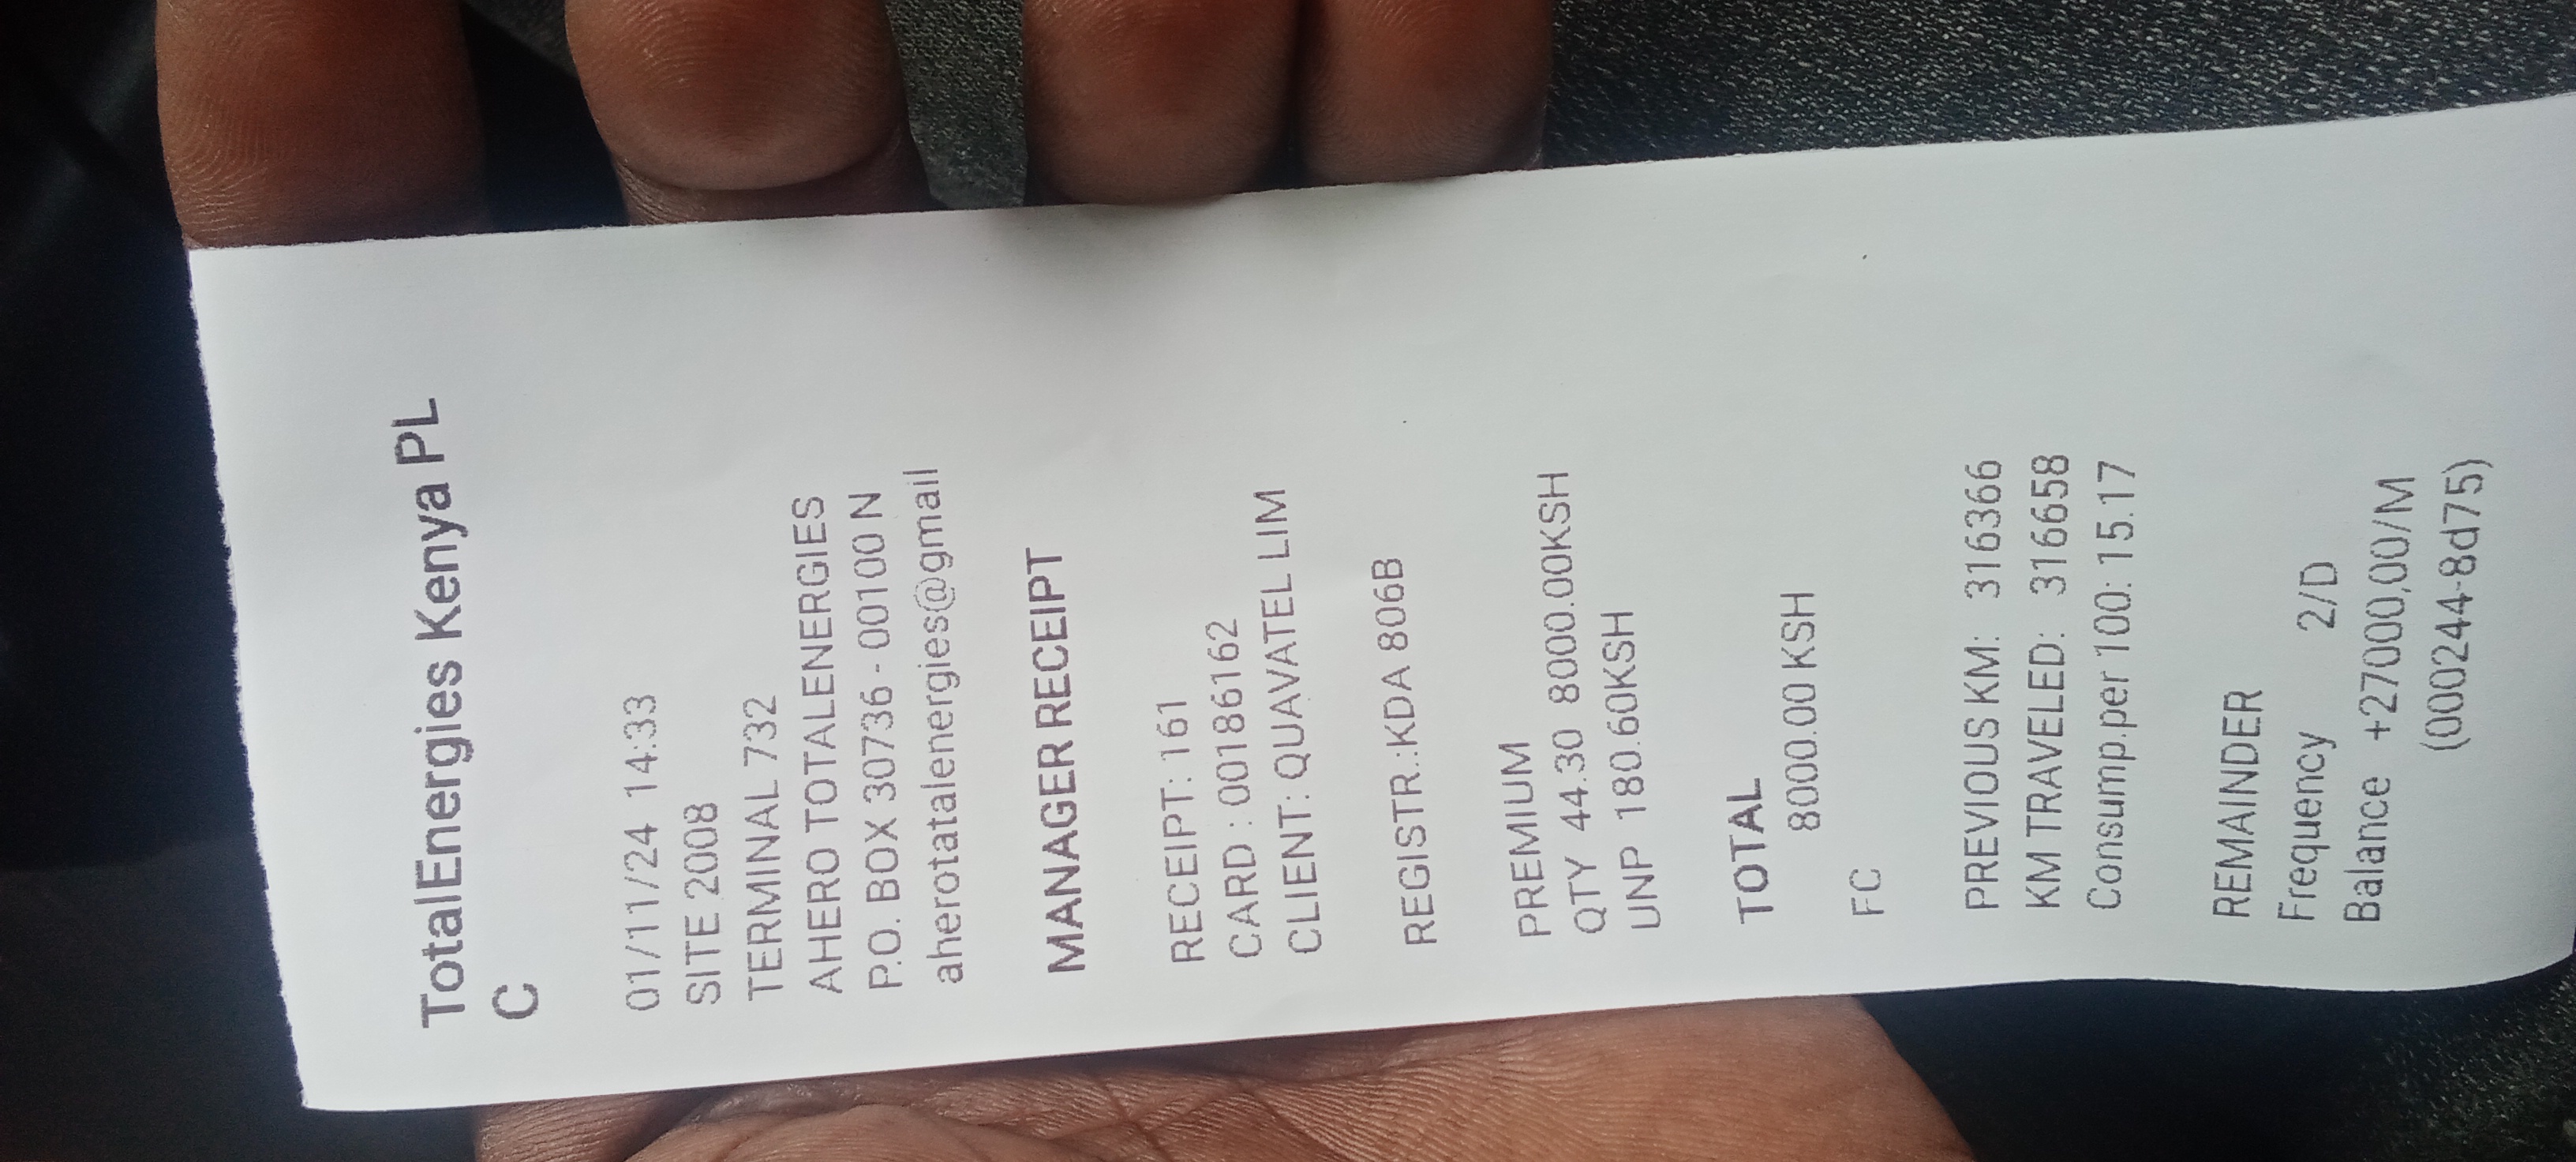 TotalEnergies Kenya PL
C
01/11/24 14:33
SITE 2008
TERMINAL 732
AHERO TOTALENERGIES
P.O. BOX 30736 - 00100 N
aherotatalenergies@gmail
MANAGER RECEIPT
RECEIPT: 161
CARD : 00186162
CLIENT: QUAVATEL LIM
REGISTR.:KDA 806B
PREMIUM
QTY 44.30 8000.00KSH
UNP 180.60KSH
TOTAL
8000.00 KSH
FC
PREVIOUS KM: 316366
KM TRAVELED: 316658
Consump.per 100: 15.17
REMAINDER
Frequency 2/D
Balance +27000,00/M
(000244-8d75)